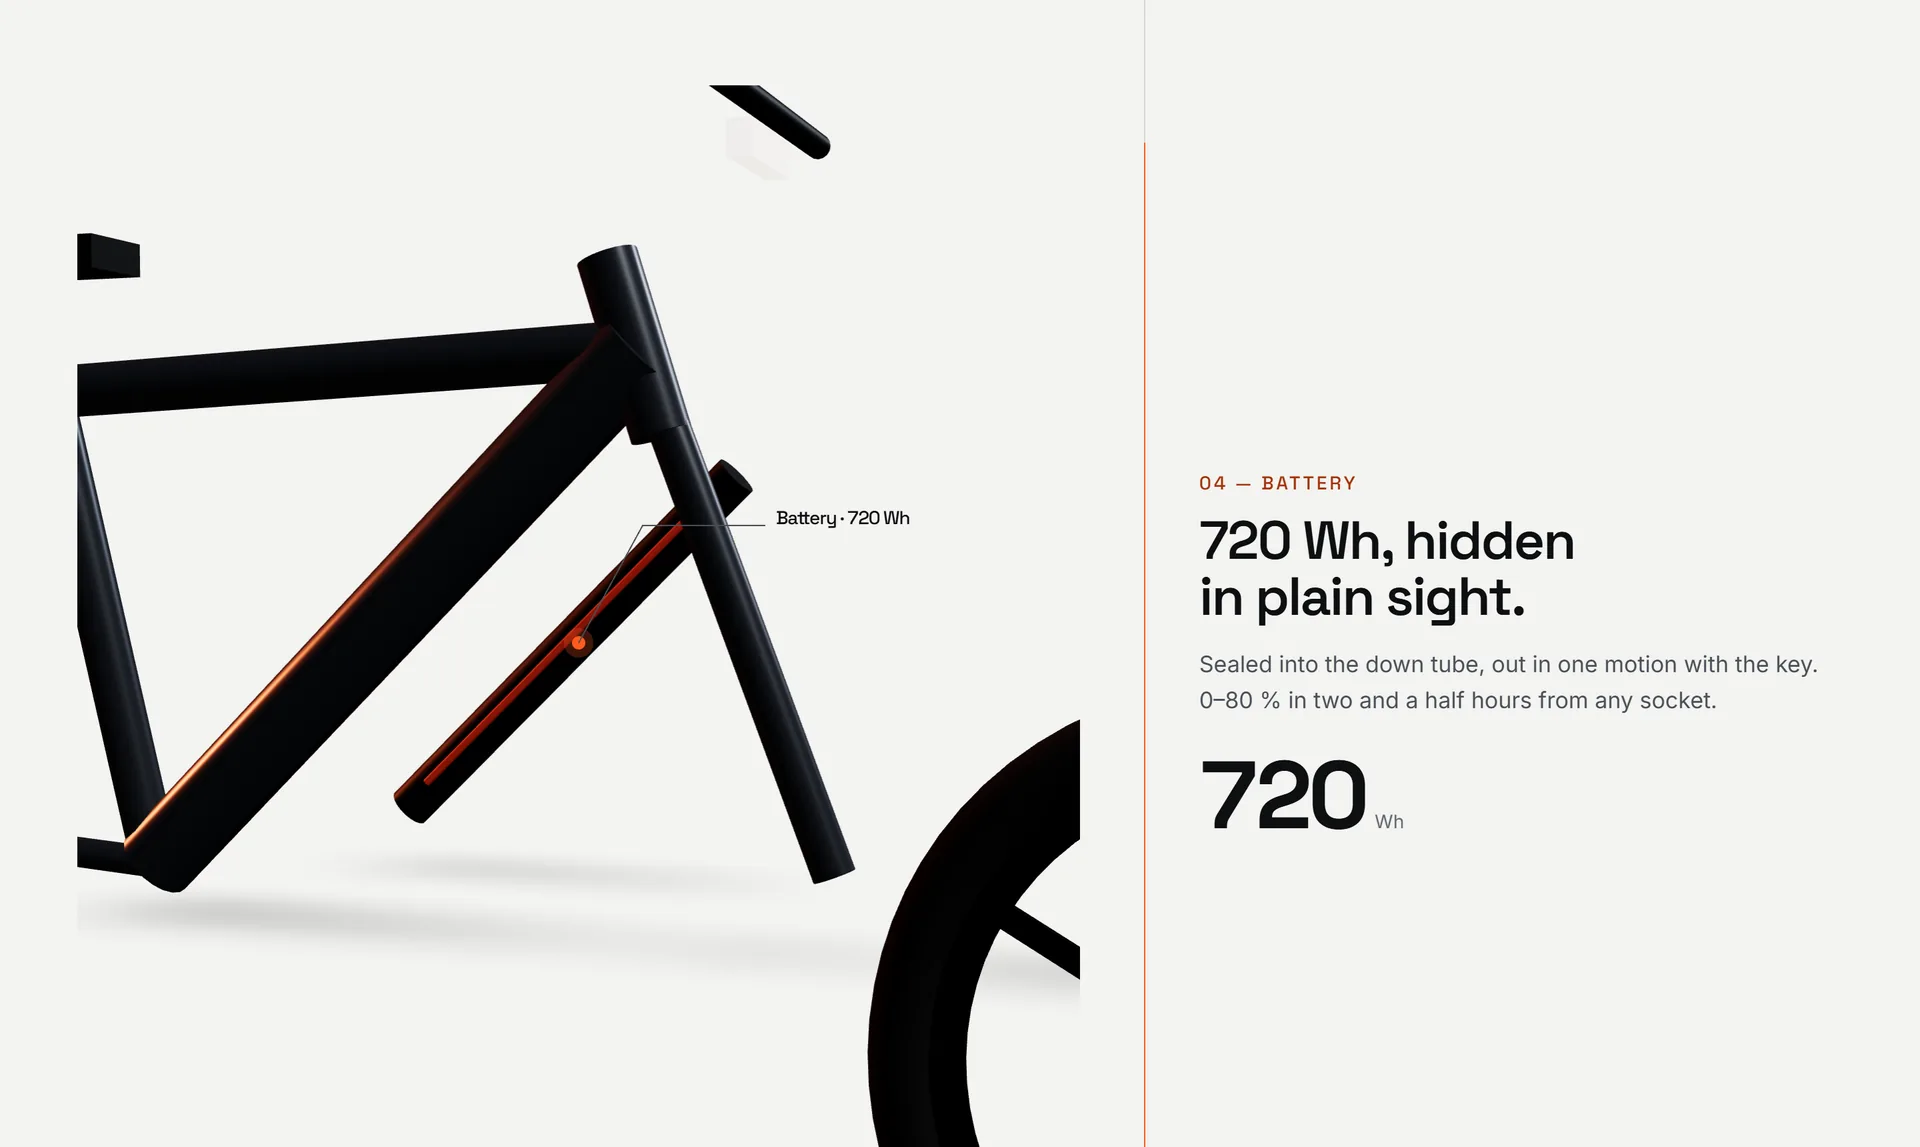 Battery · 720 Wh
04 — BATTERY
720 Wh, hidden
in plain sight.
Sealed into the down tube, out in one motion with the key.
0–80 % in two and a half hours from any socket.
720 Wh